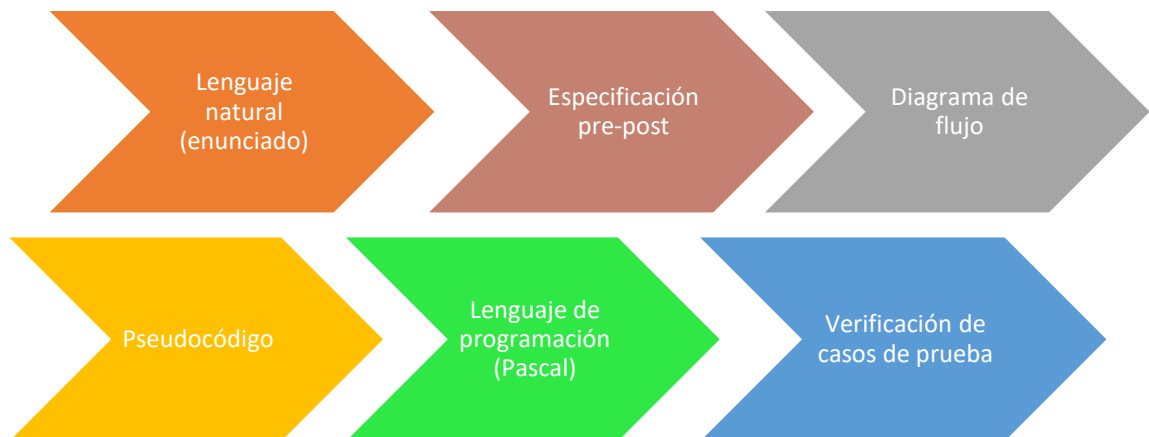 Lenguaje
natural
(enunciado)
Especificación
pre-post
Diagrama de
flujo
Pseudocódigo
Lenguaje de
programación
(Pascal)
Verificación de
casos de prueba